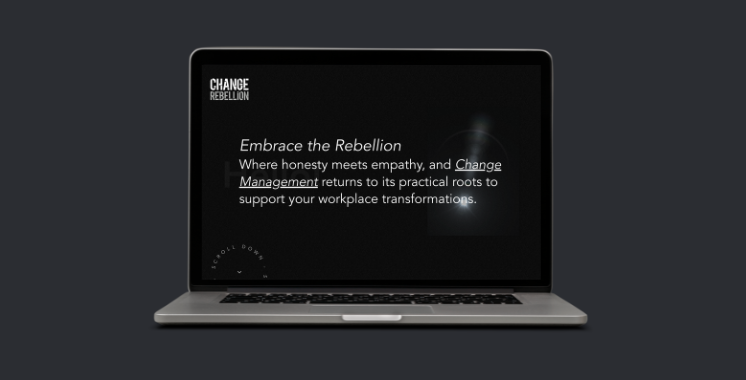 CHANGE
REBELLION
Embrace the Rebellion
Where honesty meets empathy, and Change
Management returns to its practical roots to
support your workplace transformations.
SCROLL DOWN